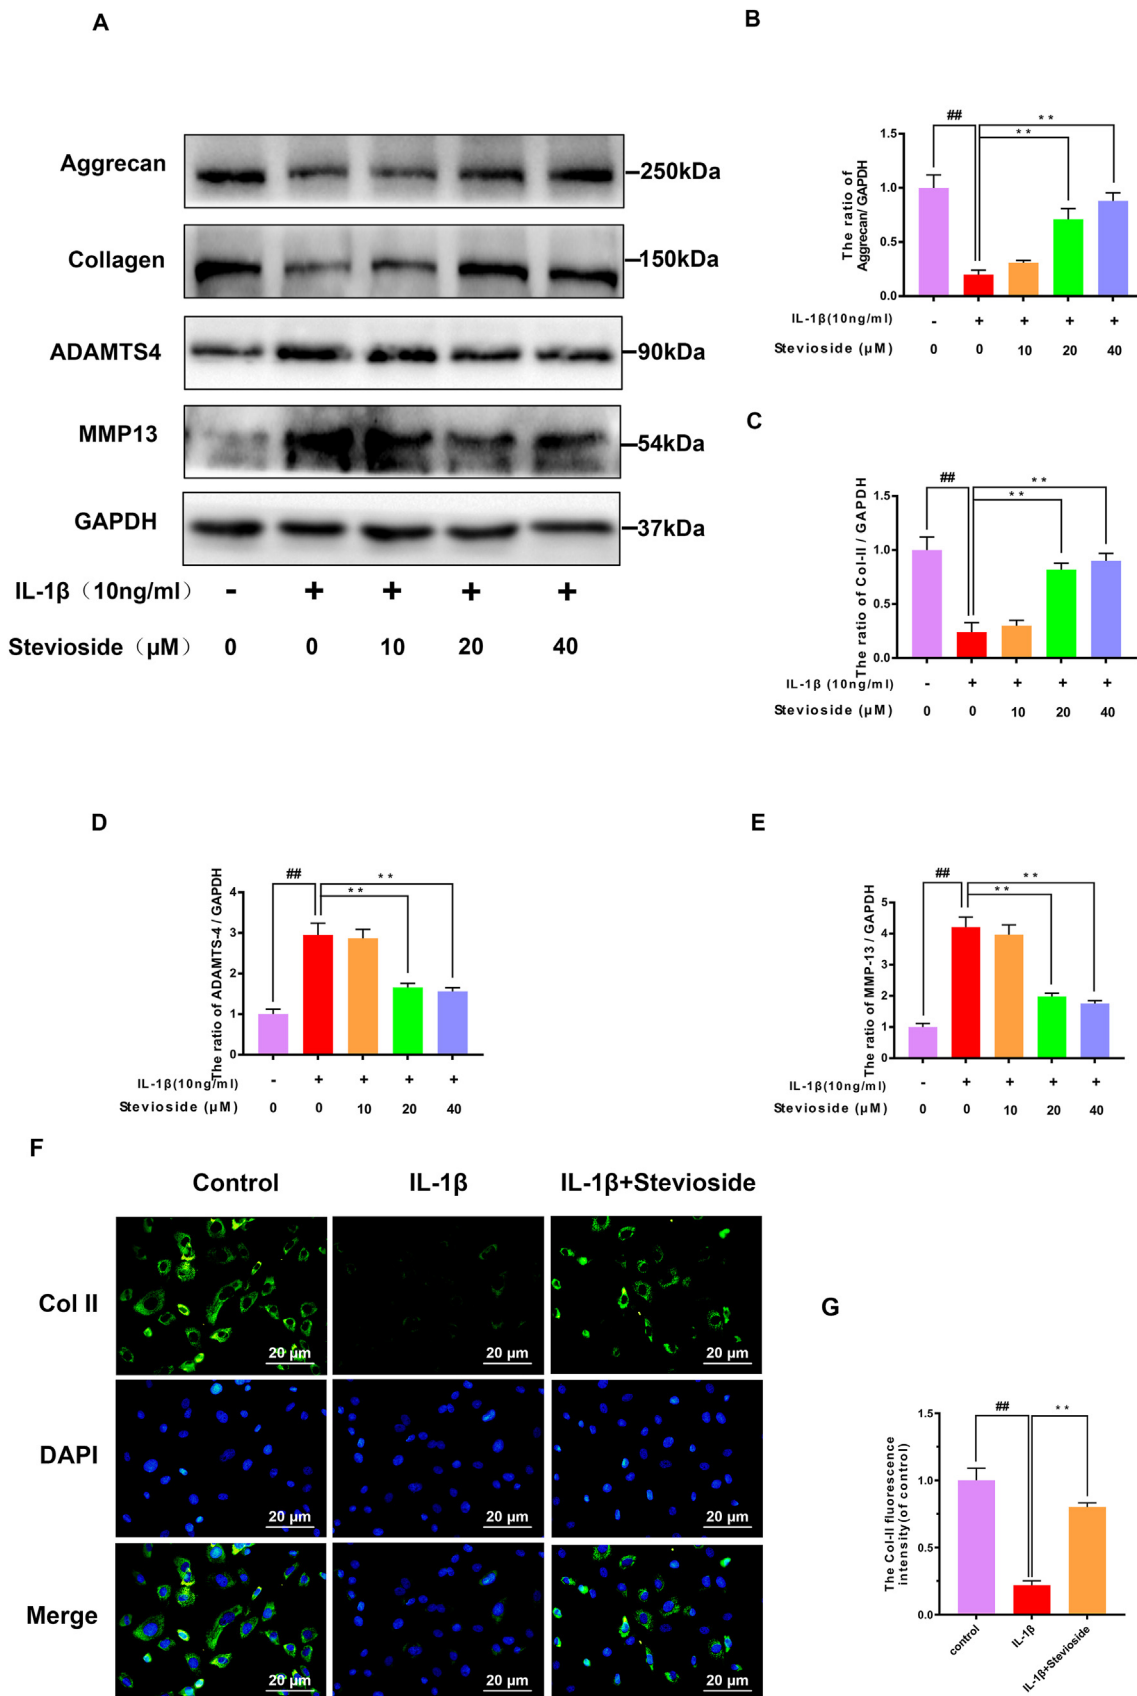 A
Aggrecan
250kDa
Collagen
150kDa
ADAMTS4
90kDa
MMP13
54kDa
GAPDH
37kDa
IL-1β（10ng/ml） - + + + +
Stevioside（μM） 0 0 10 20 40
B
The ratio of
Aggrecan/ GAPDH
1.5
1.0
0.5
0.0
##
**
**
IL-1β(10ng/ml) - + + + +
Stevioside (μM) 0 0 10 20 40
C
The ratio of Col-II / GAPDH
1.5
1.0
0.5
0.0
##
**
**
IL-1β (10ng/ml) - + + + +
Stevioside (μM) 0 0 10 20 40
D
The ratio of ADAMTS-4 / GAPDH
4
3
2
1
0
##
**
**
IL-1β(10ng/ml) - + + + +
Stevioside (μM) 0 0 10 20 40
E
The ratio of MMP-13 / GAPDH
5
4
3
2
1
0
##
**
**
IL-1β(10ng/ml) - + + + +
Stevioside (μM) 0 0 10 20 40
F
Control IL-1β IL-1β+Stevioside
Col II
20 μm 20 μm 20 μm
DAPI
20 μm 20 μm 20 μm
Merge
20 μm 20 μm 20 μm
G
The Col-II fluorescence
intensity(of control)
1.5
1.0
0.5
0.0
##
**
control
IL-1β
IL-1β+Stevioside